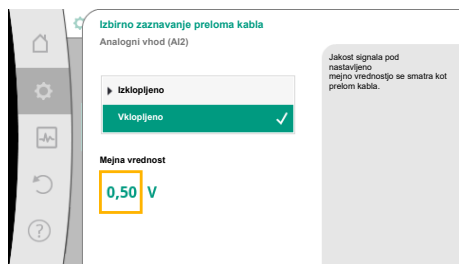 Izbirno zaznavanje preloma kabla
Analogni vhod (AI2)
Izklopljeno
Vklopljeno
Mejna vrednost
0,50 V
Jakost signala pod
nastavljeno
mejno vrednostjo se smatra kot
prelom kabla.
?